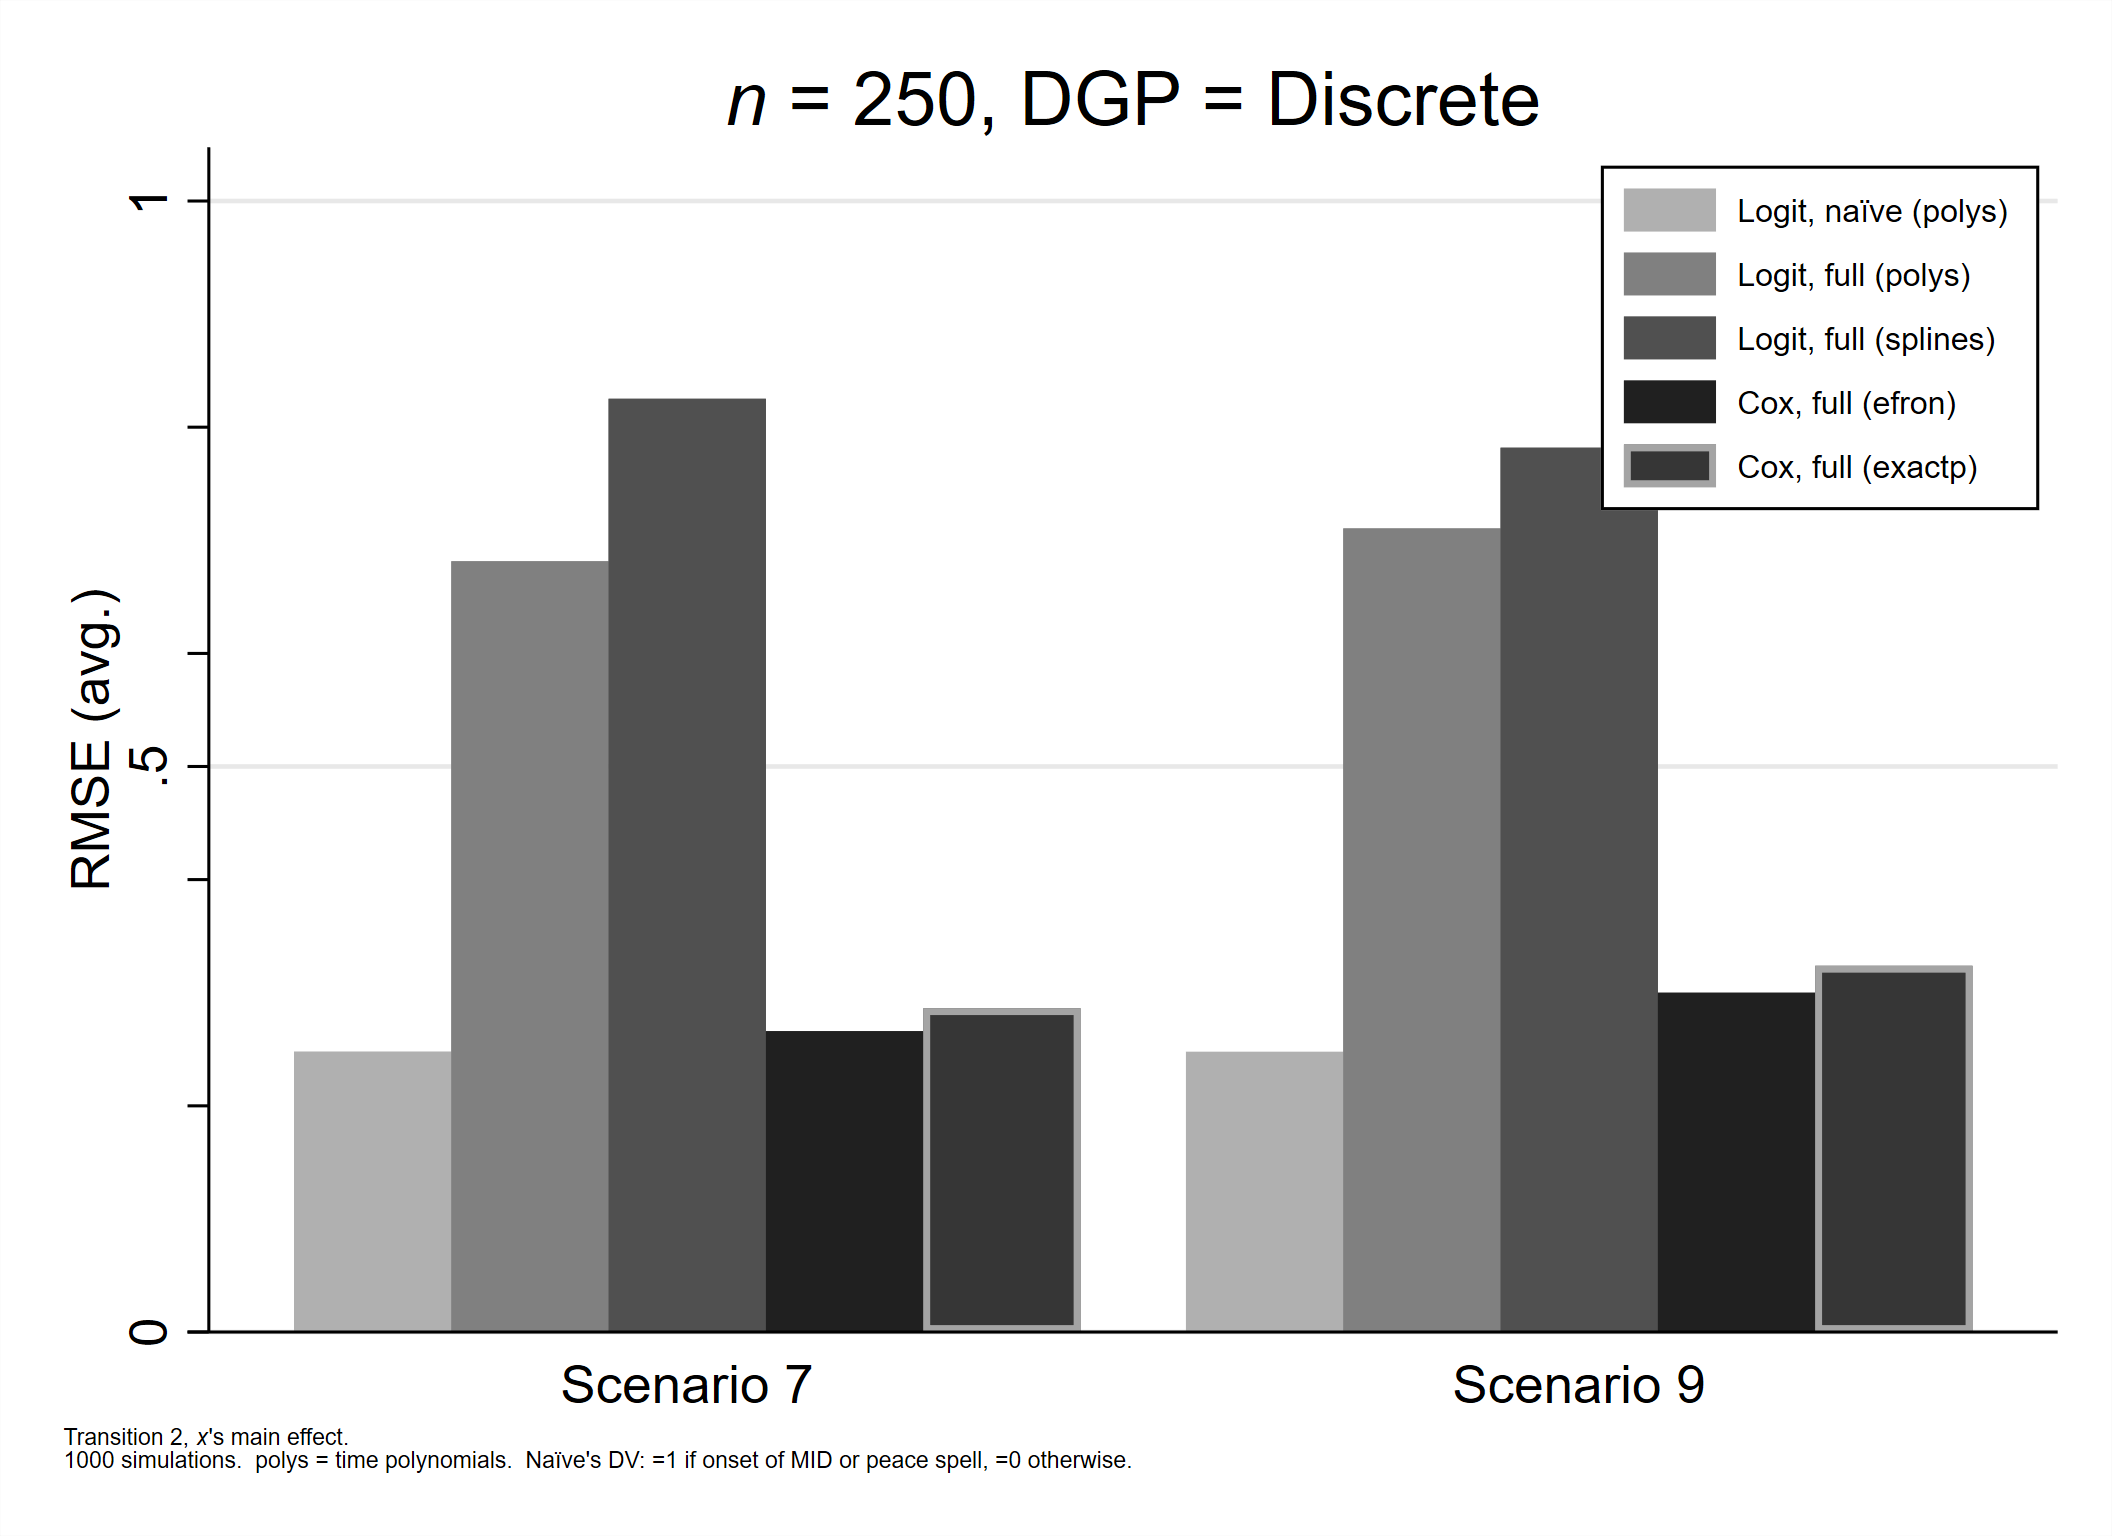 n = 250, DGP = Discrete
RMSE (avg.)
1
.5
0
Logit, naïve (polys)
Logit, full (polys)
Logit, full (splines)
Cox, full (efron)
Cox, full (exactp)
Scenario 7
Scenario 9
Transition 2, x's main effect.
1000 simulations.  polys = time polynomials.  Naïve's DV: =1 if onset of MID or peace spell, =0 otherwise.